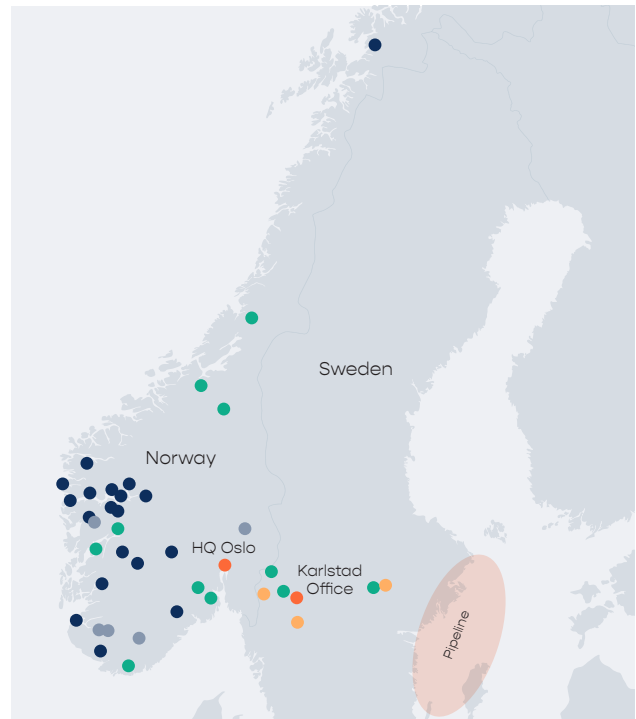 Sweden
Norway
HQ Oslo
Karlstad
Office
Pipeline